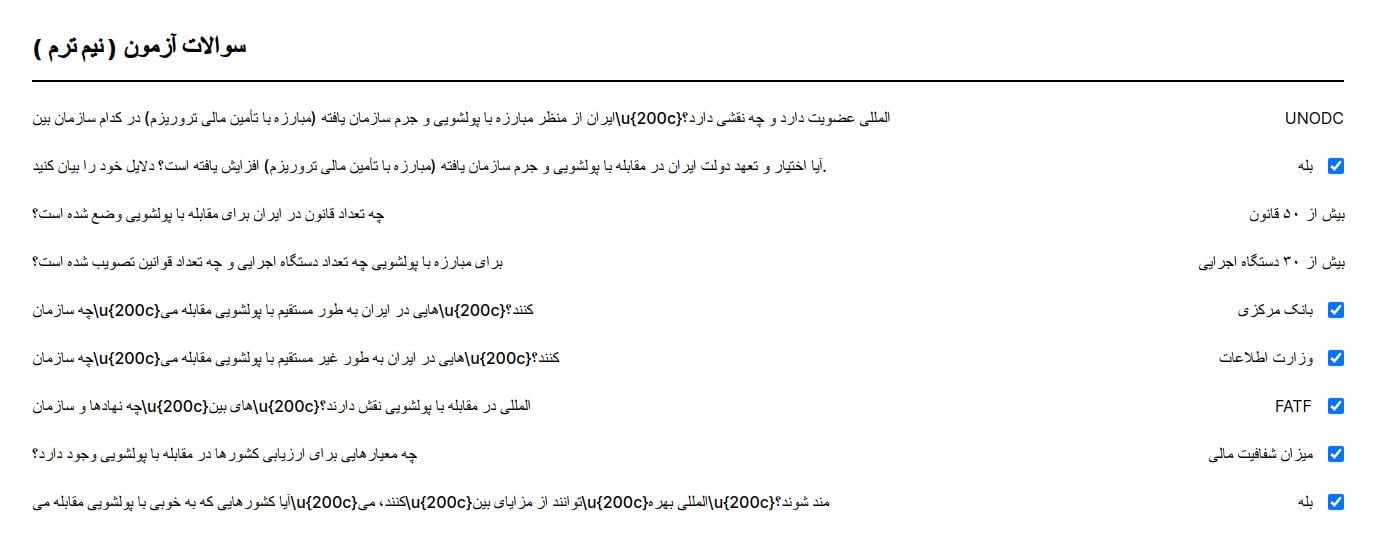 سوالات آزمون ( نیم ترم )
ایران از منظر مبارزه با پولشویی و جرم سازمان یافته (مبارزه با تأمین مالی تروریزم) در کدام سازمان بین\u{200c}المللی عضویت دارد و چه نقشی دارد؟
UNODC
آیا اختیار و تعهد دولت ایران در مقابله با پولشویی و جرم سازمان یافته (مبارزه با تأمین مالی تروریزم) افزایش یافته است؟ دلایل خود را بیان کنید.
بله
چه تعداد قانون در ایران برای مقابله با پولشویی وضع شده است؟
بیش از ۵۰ قانون
برای مبارزه با پولشویی چه تعداد دستگاه اجرایی و چه تعداد قوانین تصویب شده است؟
بیش از ۳۰ دستگاه اجرایی
چه سازمان\u{200c}هایی در ایران به طور مستقیم با پولشویی مقابله می\u{200c}کنند؟
بانک مرکزی
چه سازمان\u{200c}هایی در ایران به طور غیر مستقیم با پولشویی مقابله می\u{200c}کنند؟
وزارت اطلاعات
چه نهادها و سازمان\u{200c}های بین\u{200c}المللی در مقابله با پولشویی نقش دارند؟
FATF
چه معیارهایی برای ارزیابی کشورها در مقابله با پولشویی وجود دارد؟
میزان شفافیت مالی
آیا کشورهایی که به خوبی با پولشویی مقابله می\u{200c}کنند، می\u{200c}توانند از مزایای بین\u{200c}المللی بهره\u{200c}مند شوند؟
بله